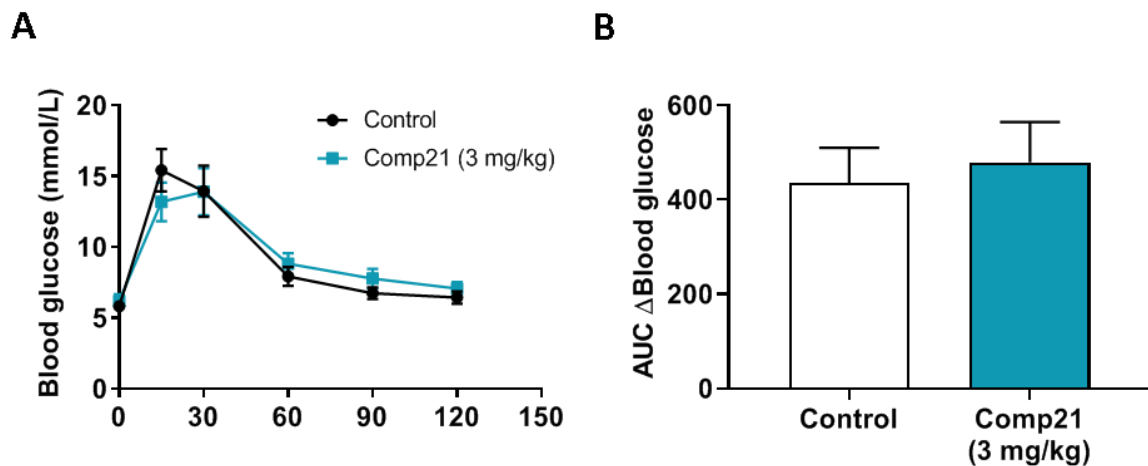 A
Blood glucose (mmol/L)
20
15
10
5
0
0 30 60 90 120 150
Control
Comp21 (3 mg/kg)
B
AUC ΔBlood glucose
600
400
200
0
Control
Comp21
(3 mg/kg)